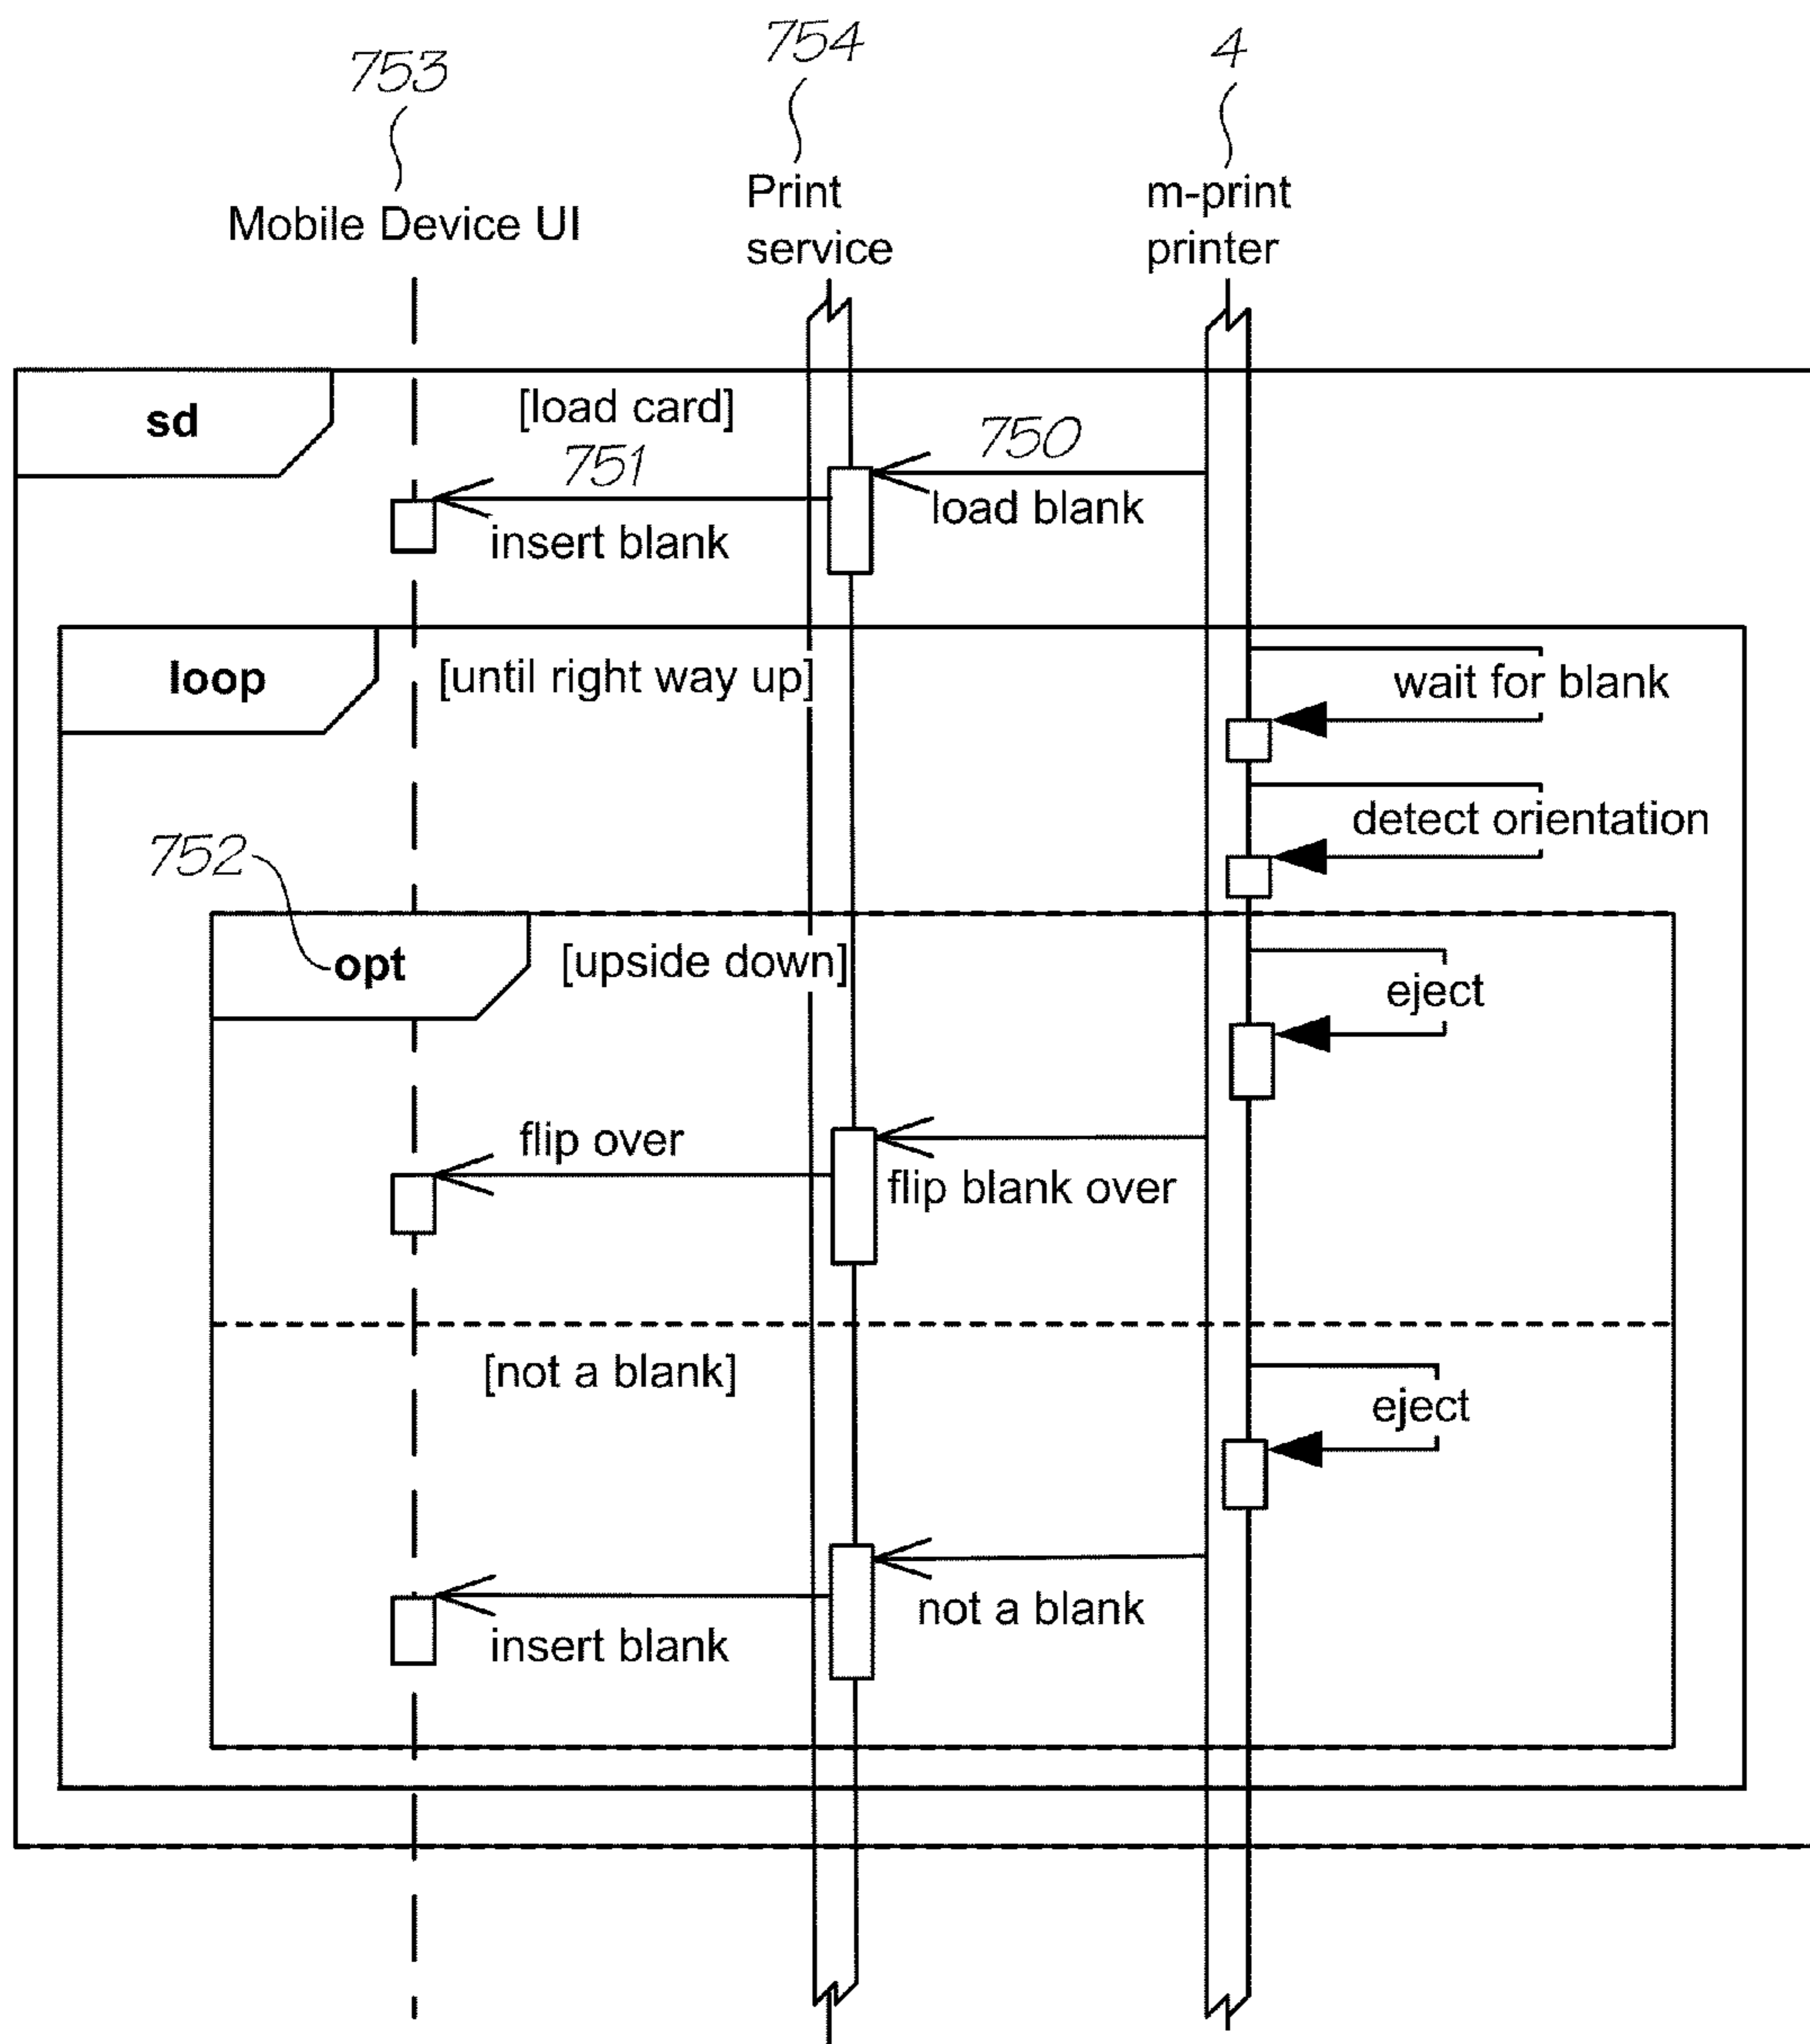 753
754
4
Mobile Device UI
Print
service
m-print
printer
sd
[load card]
751
750
insert blank
load blank
loop
[until right way up]
wait for blank
detect orientation
752
opt
[upside down]
eject
flip over
flip blank over
[not a blank]
eject
not a blank
insert blank